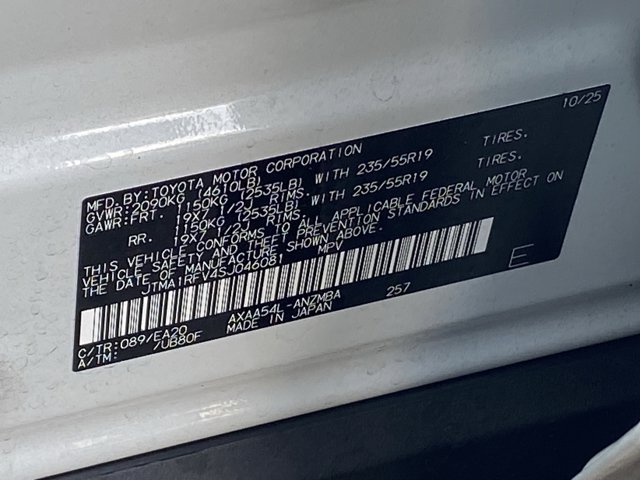 10/25
MFD.BY:TOYOTA MOTOR CORPORATION
GVWR:2090KG (4610LB)
GAWR:FRT. 1150KG (2535LB) WITH 235/55R19 TIRES.
19X7 1/2J RIMS.
RR. 1150KG (2535LB) WITH 235/55R19 TIRES.
19X7 1/2J RIMS.
THIS VEHICLE CONFORMS TO ALL APPLICABLE FEDERAL MOTOR
VEHICLE SAFETY AND THEFT PREVENTION STANDARDS IN EFFECT ON
THE DATE OF MANUFACTURE SHOWN ABOVE.
JTMA1RFV4SJ046081 MPV
E
C/TR:089/EA20 AXAA54L-ANZMBA 257
A/TM: /UB80F MADE IN JAPAN